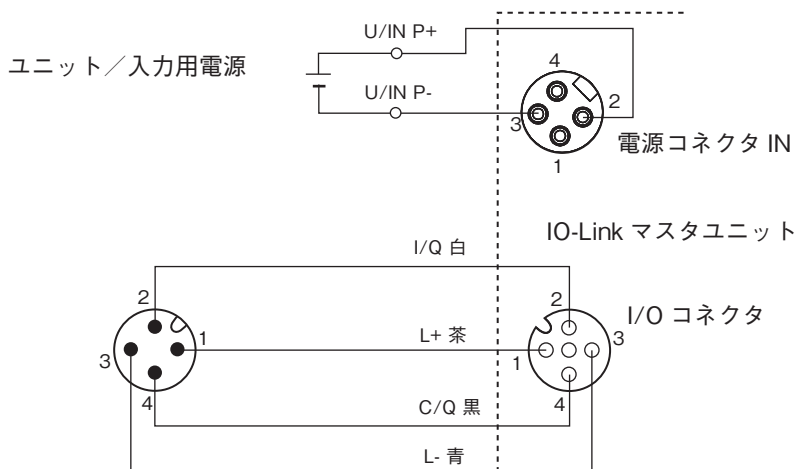 U/IN P+
ユニット／入力用電源
4
U/IN P-
2
3
電源コネクタ IN
1
IO-Link マスタユニット
I/Q 白
2
2
I/O コネクタ
L+ 茶
1
3
3
1
4
4
C/Q 黒
L- 青